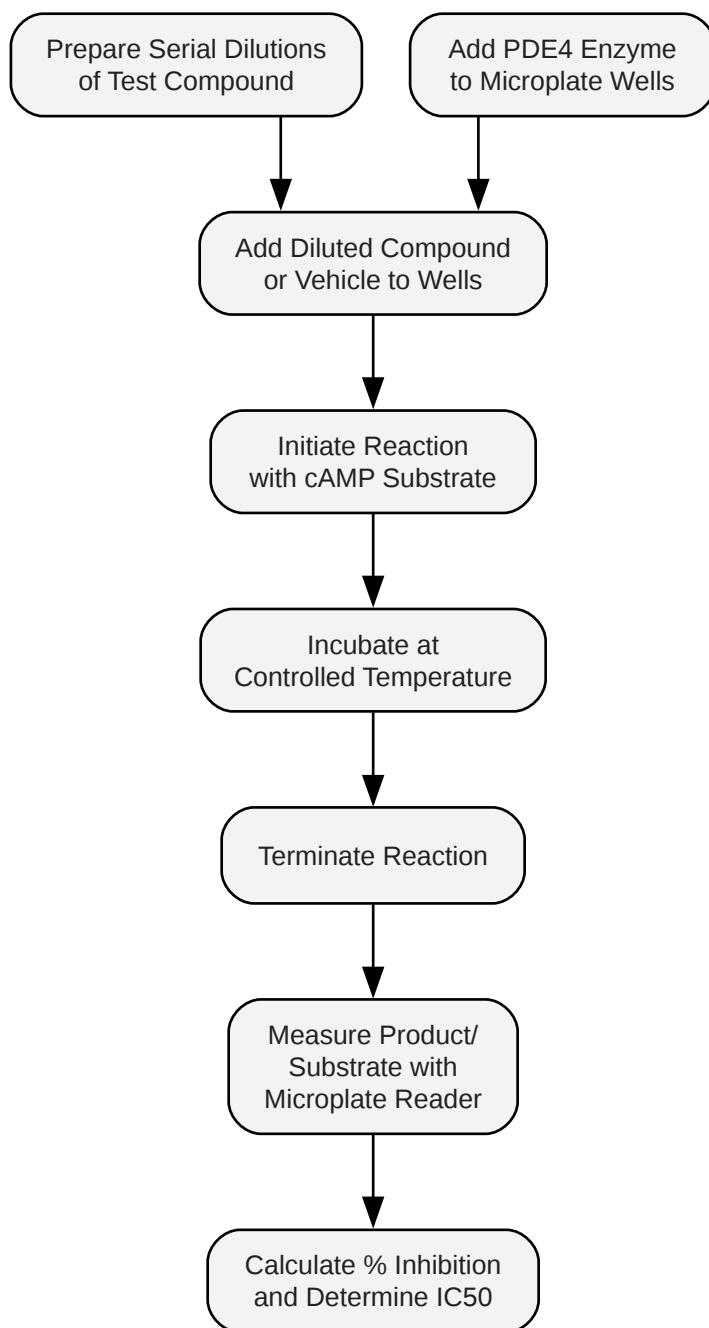 Prepare Serial Dilutions
of Test Compound
Add PDE4 Enzyme
to Microplate Wells
Add Diluted Compound
or Vehicle to Wells
Initiate Reaction
with cAMP Substrate
Incubate at
Controlled Temperature
Terminate Reaction
Measure Product/
Substrate with
Microplate Reader
Calculate % Inhibition
and Determine IC50